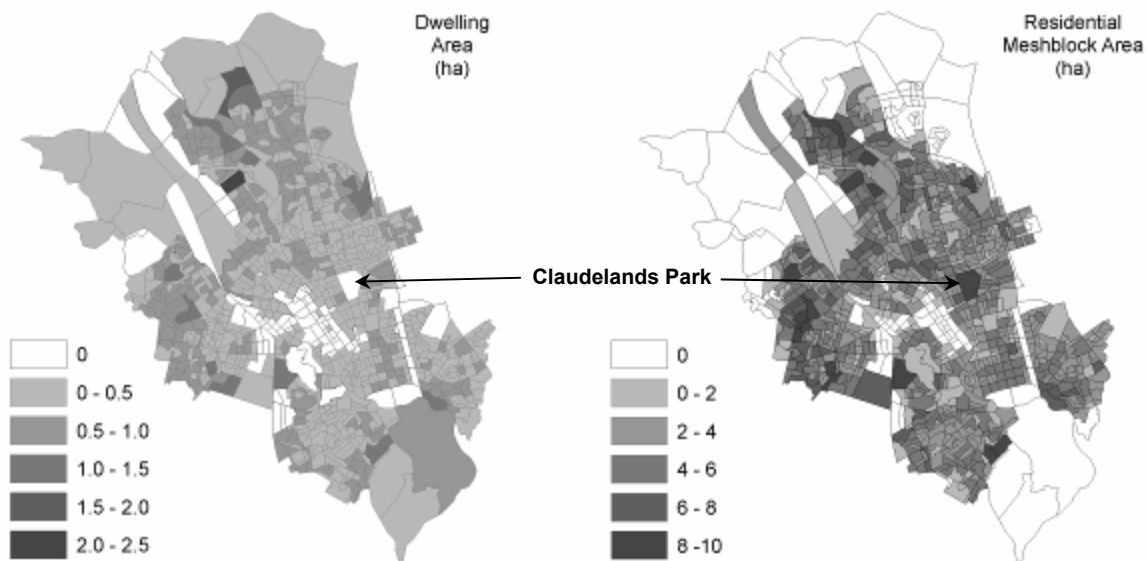 Dwelling
Area
(ha)
Residential
Meshblock Area
(ha)
Claudelands Park
0
0 - 0.5
0.5 - 1.0
1.0 - 1.5
1.5 - 2.0
2.0 - 2.5
0
0 - 2
2 - 4
4 - 6
6 - 8
8 -10